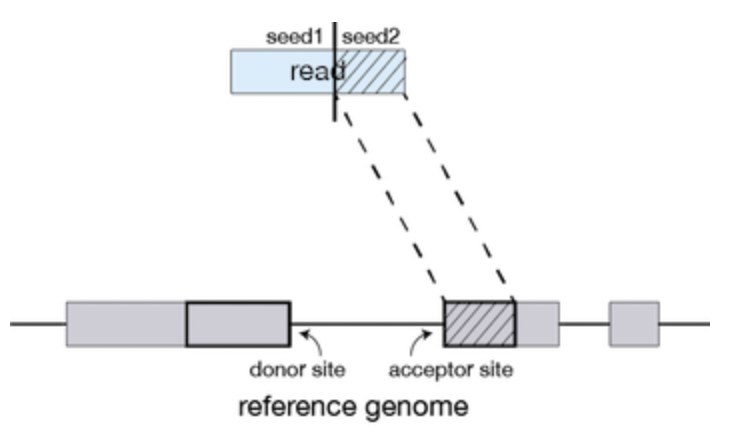 seed1 seed2
read
donor site acceptor site
reference genome